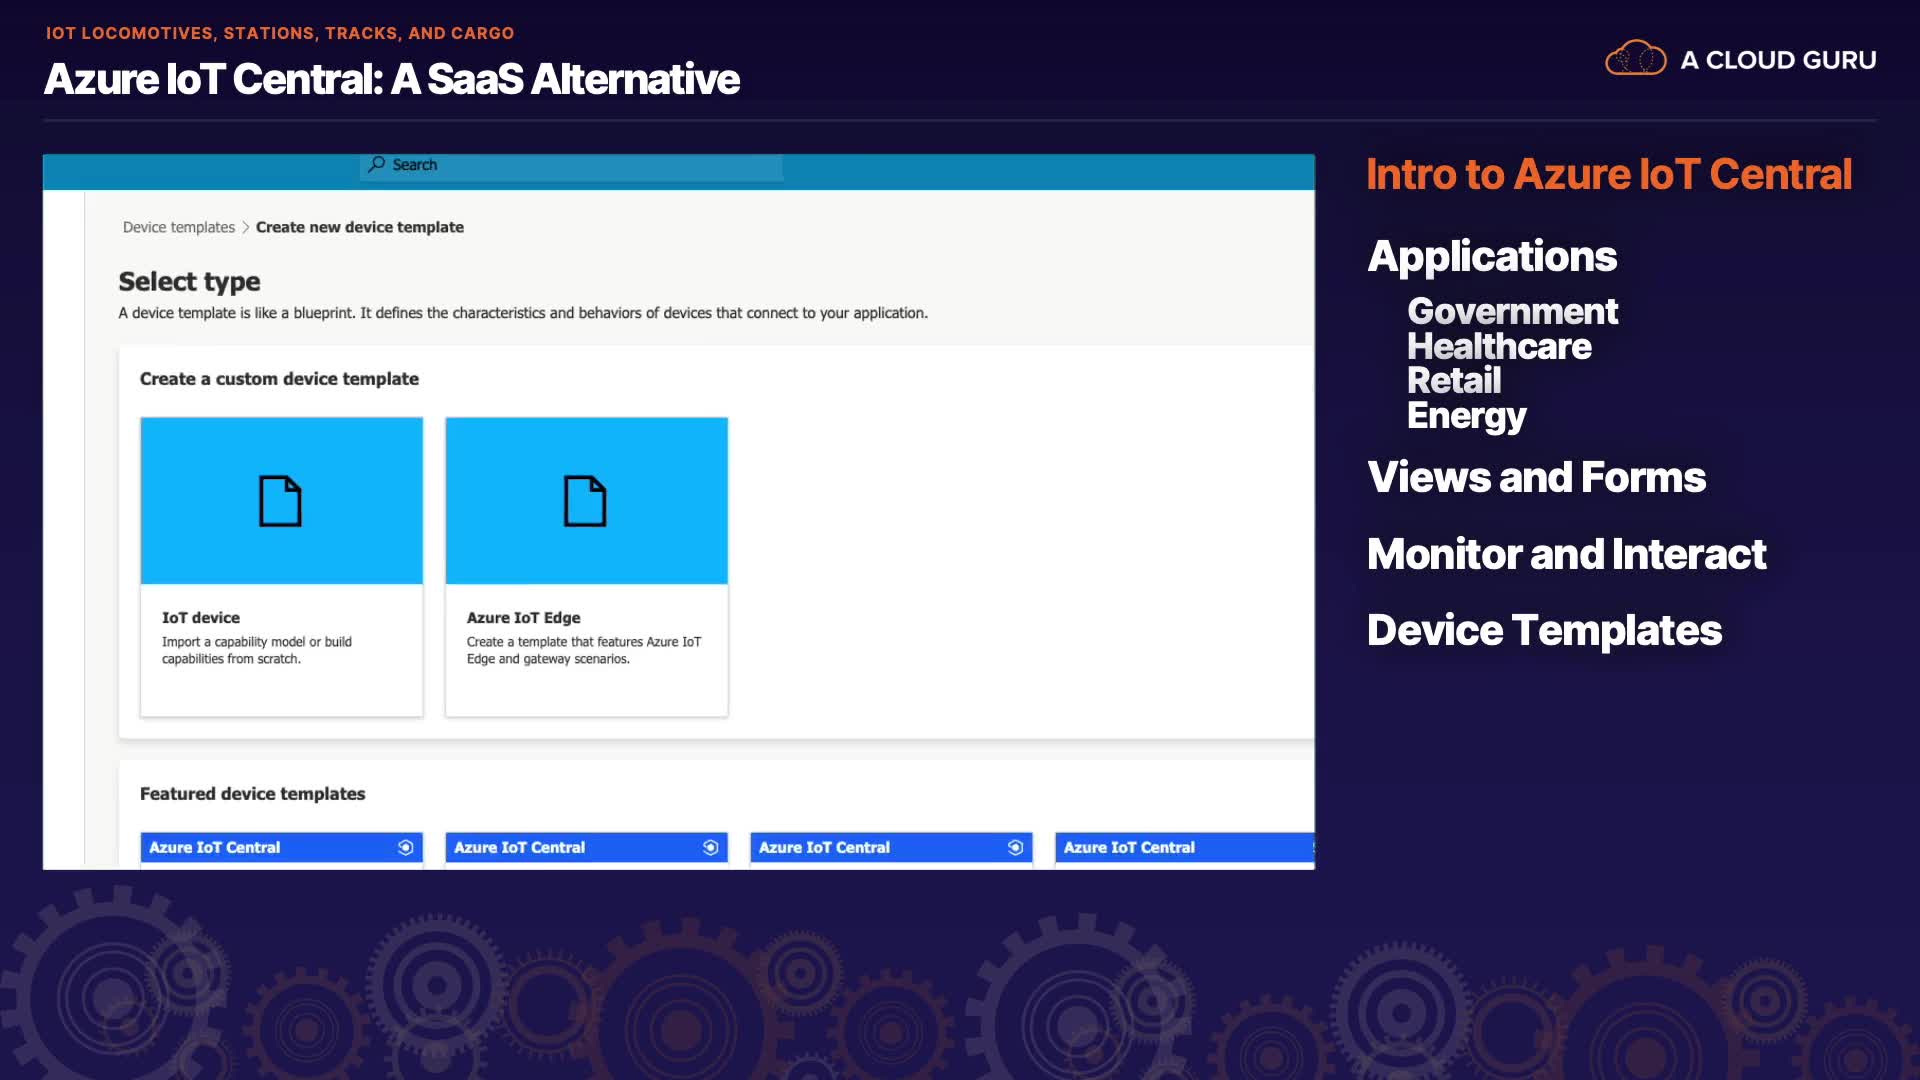 IOT LOCOMOTIVES, STATIONS, TRACKS, AND CARGO
Azure IoT Central: A SaaS Alternative
A CLOUD GURU
Search
Device templates > Create new device template
Select type
A device template is like a blueprint. It defines the characteristics and behaviors of devices that connect to your application.
Create a custom device template
IoT device
Import a capability model or build
capabilities from scratch.
Azure IoT Edge
Create a template that features Azure IoT
Edge and gateway scenarios.
Featured device templates
Azure IoT Central
Azure IoT Central
Azure IoT Central
Azure IoT Central
Intro to Azure IoT Central
Applications
Government
Healthcare
Retail
Energy
Views and Forms
Monitor and Interact
Device Templates